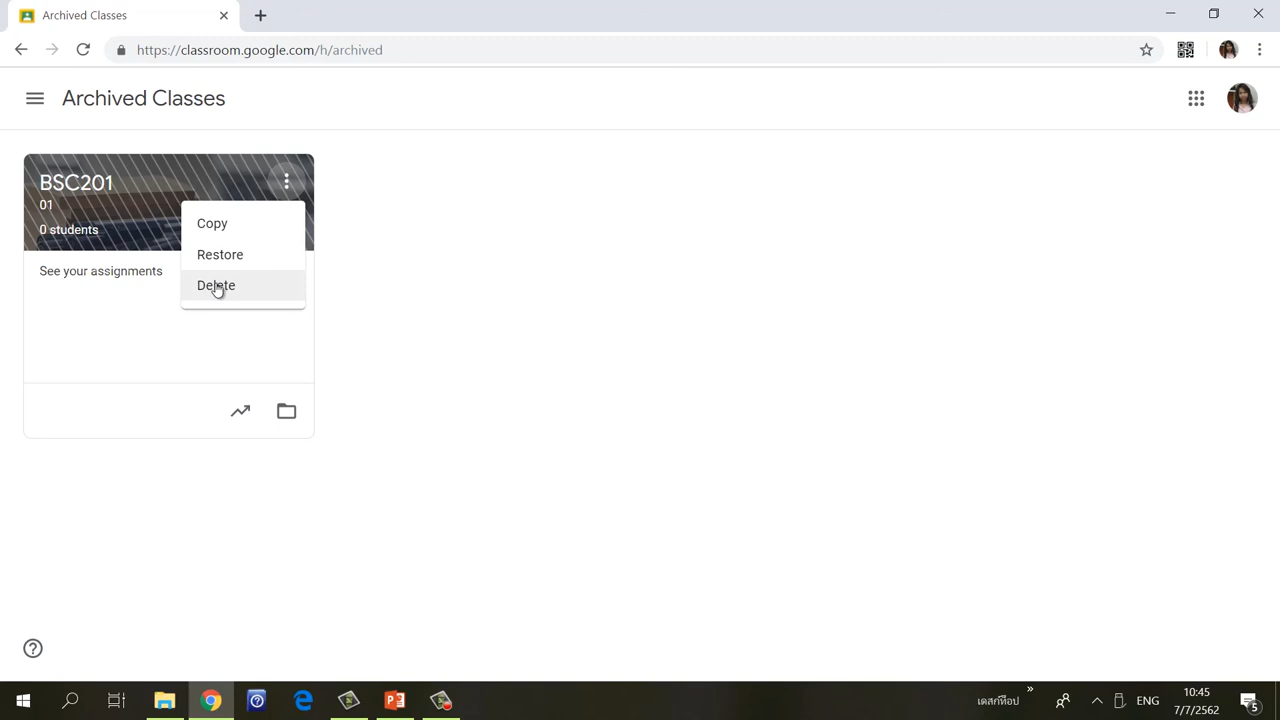 Archived Classes
https://classroom.google.com/h/archived
Archived Classes
BSC201
01
0 students
Copy
Restore
Delete
See your assignments
เดสก์ท็อป
ENG
10:45
7/7/2562
5